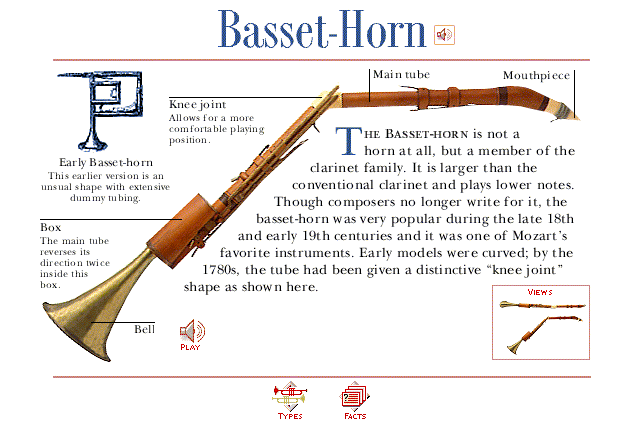 Basset-Horn
Main tube
Mouthpiece
Knee joint
Allows for a more
comfortable playing
position.
Early Basset-horn
This earlier version is an
unusual shape with extensive
dummy tubing.
THE BASSET-HORN is not a
horn at all, but a member of the
clarinet family. It is larger than the
conventional clarinet and plays lower notes.
Though composers no longer write for it, the
basset-horn was very popular during the late 18th
and early 19th centuries and it was one of Mozart's
favorite instruments. Early models were curved; by the
1780s, the tube had been given a distinctive “knee joint”
shape as shown here.
Box
The main tube
reverses its
direction twice
inside this
box.
Bell
PLAY
VIEWS
TYPES
FACTS